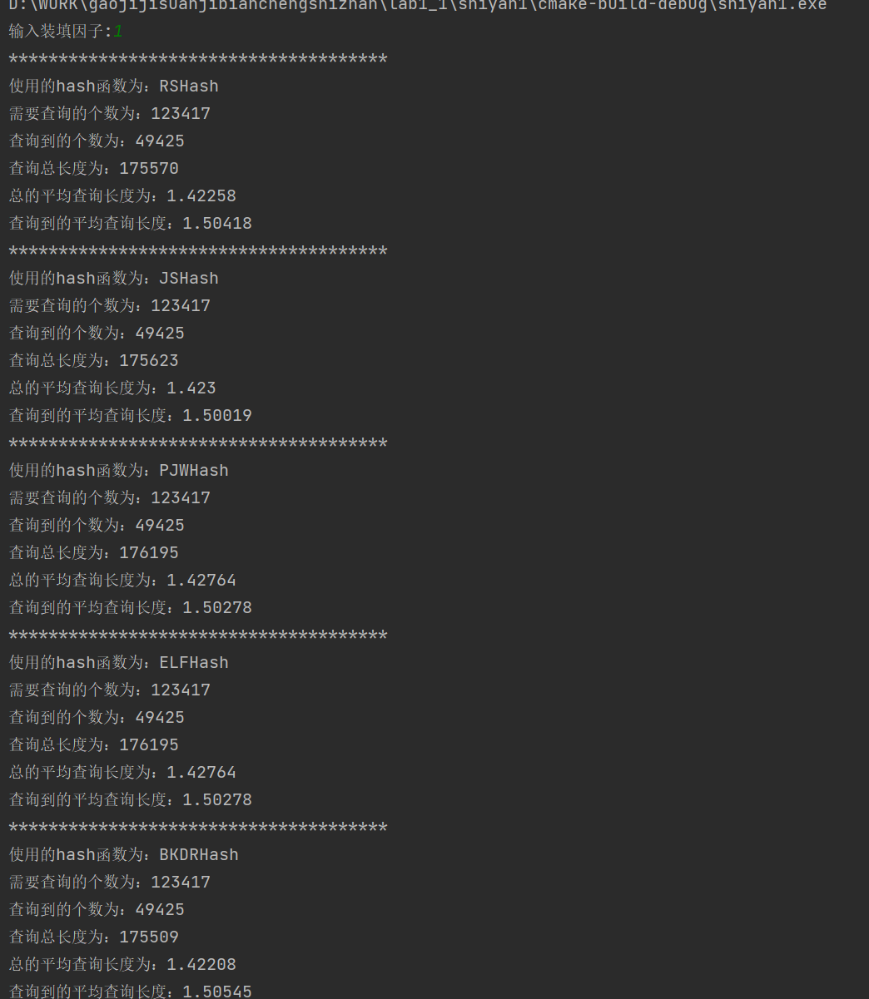 D:\WORK\gaojijisuanjibianchengshizhan\lab1_1\shiyan1\cmake-build-debug\shiyan1.exe
输入装填因子:1
**************************************
使用的hash函数为：RSHash
需要查询的个数为：123417
查询到的个数为：49425
查询总长度为：175570
总的平均查询长度为：1.42258
查询到的平均查询长度：1.50418
**************************************
使用的hash函数为：JSHash
需要查询的个数为：123417
查询到的个数为：49425
查询总长度为：175623
总的平均查询长度为：1.423
查询到的平均查询长度：1.50019
**************************************
使用的hash函数为：PJWHash
需要查询的个数为：123417
查询到的个数为：49425
查询总长度为：176195
总的平均查询长度为：1.42764
查询到的平均查询长度：1.50278
**************************************
使用的hash函数为：ELFHash
需要查询的个数为：123417
查询到的个数为：49425
查询总长度为：176195
总的平均查询长度为：1.42764
查询到的平均查询长度：1.50278
**************************************
使用的hash函数为：BKDRHash
需要查询的个数为：123417
查询到的个数为：49425
查询总长度为：175509
总的平均查询长度为：1.42208
查询到的平均查询长度：1.50545